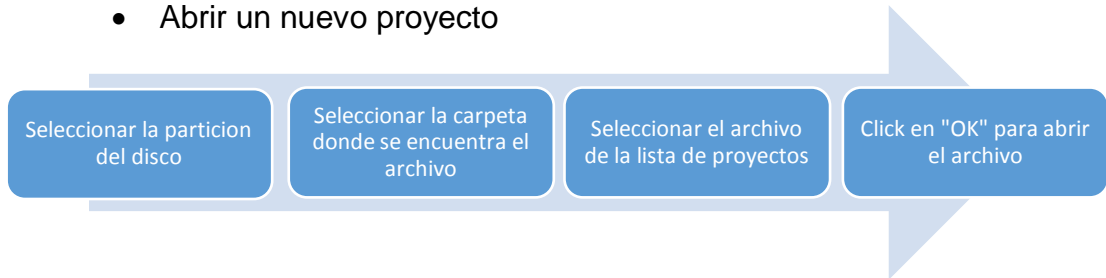 • Abrir un nuevo proyecto
Seleccionar la particion
del disco
Seleccionar la carpeta
donde se encuentra el
archivo
Seleccionar el archivo
de la lista de proyectos
Click en "OK" para abrir
el archivo